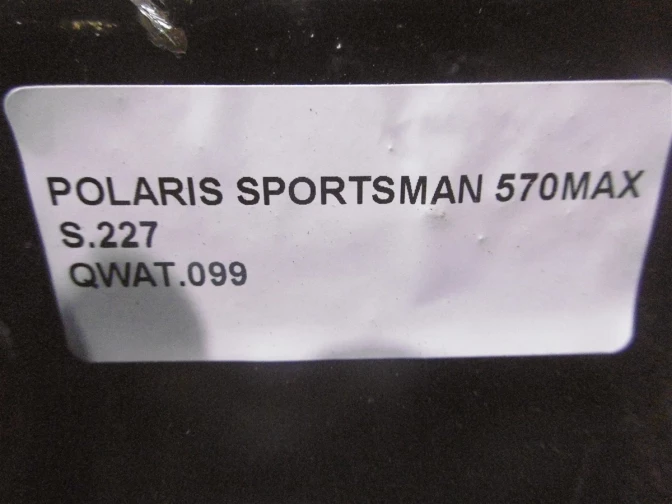 POLARIS SPORTSMAN 570MAX
S.227
QWAT.099